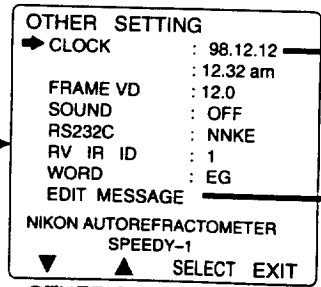 OTHER SETTING
➡ CLOCK : 98.12.12
: 12.32 am
FRAME VD : 12.0
SOUND : OFF
RS232C : NNKE
RV IR ID : 1
WORD : EG
EDIT MESSAGE
NIKON AUTOREFRACTOMETER
SPEEDY-1
▼ ▲ SELECT EXIT